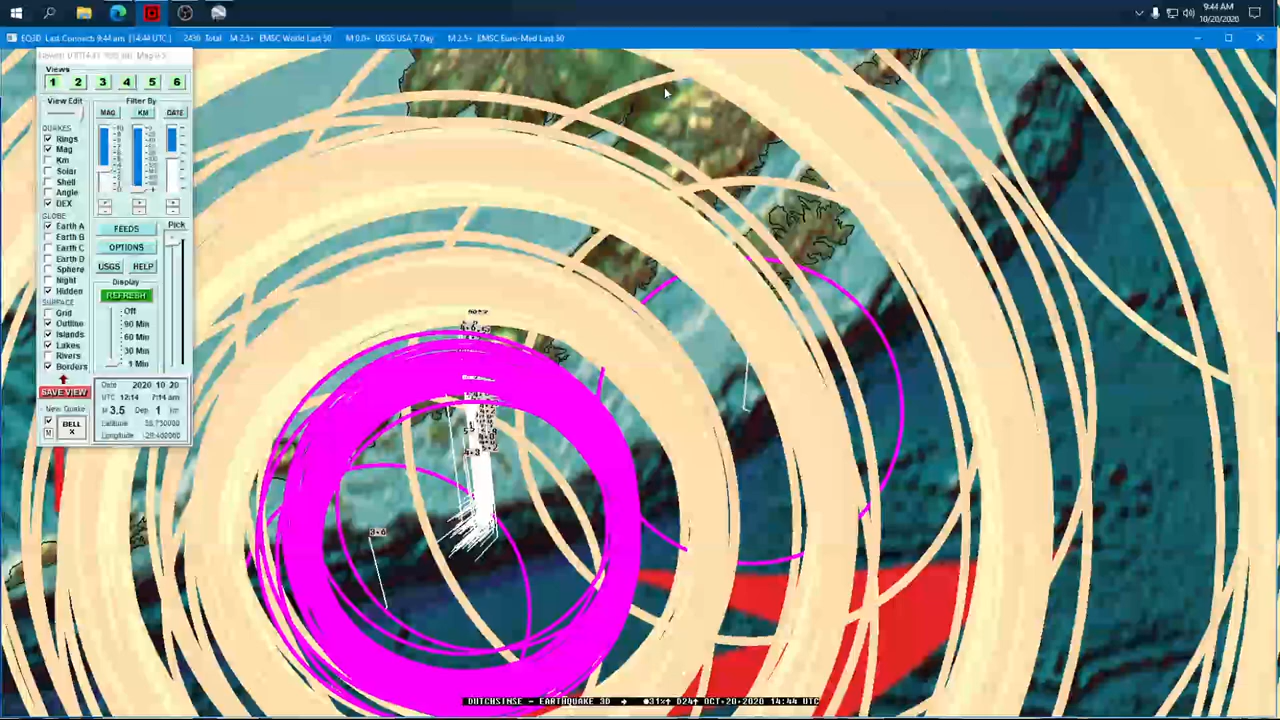 9:44 AM
10/20/2020
EQ3D Last Connect: 9:44 am [14:44 UTC] 2430 Total M 2.5+ EMSC World Last 50 M 0.0+ USGS USA 7 Day M 2.5+ EMSC Euro-Med Last 50
Views
1 2 3 4 5 6
View Edit
Filter By
MAG KM DATE
QUAKES
Rings
Mag
Km
Solar
Shell
Angle
DEX
GLOBE
Earth A
Earth B
Earth C
Earth D
Sphere
Night
Hidden
SURFACE
Grid
Outline
Islands
Lakes
Rivers
Borders
FEEDS
Pick
OPTIONS
USGS HELP
Display
REFRESH
Off
90 Min
60 Min
30 Min
1 Min
SAVE VIEW
New Quake
BELL
X
M
Date 2020 10 20
UTC 12:14 7:14 am
M 3.5 Dep 1 km
Latitude
Longitude
3.6
DUTCHSINSE - EARTHQUAKE 3D
OCT-20-2020 14:44 UTC